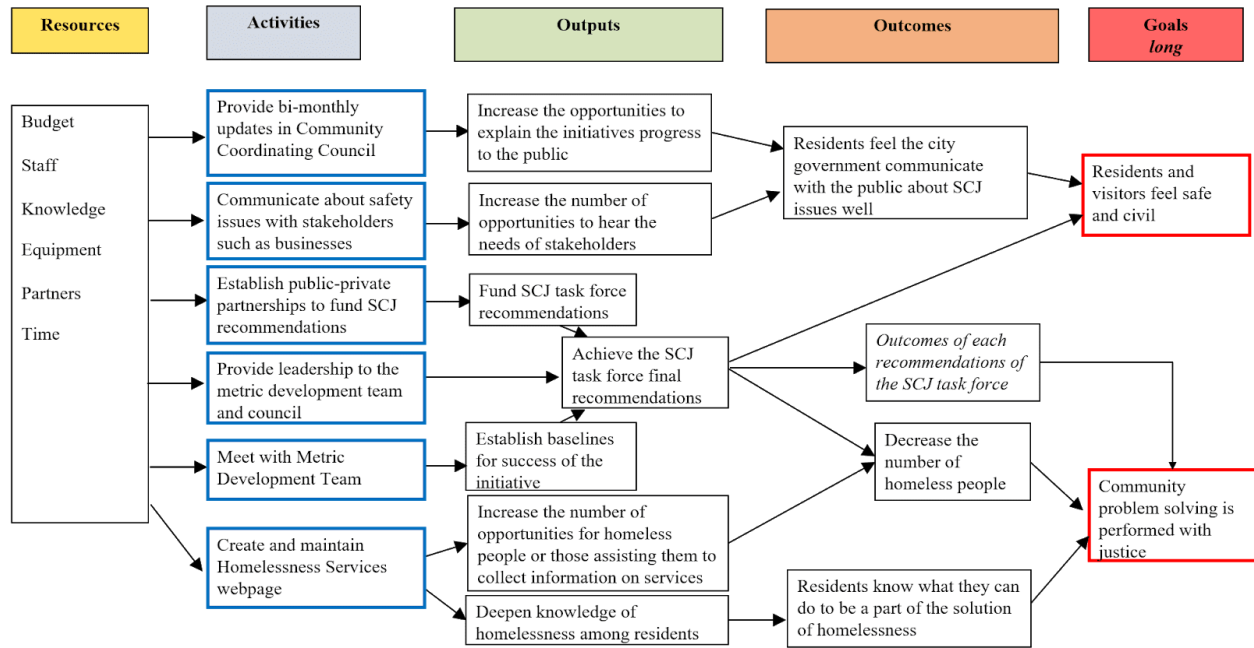 Resources
Activities
Outputs
Outcomes
Goals
long
Budget
Staff
Knowledge
Equipment
Partners
Time
Provide bi-monthly
updates in Community
Coordinating Council
Communicate about safety
issues with stakeholders
such as businesses
Establish public-private
partnerships to fund SCJ
recommendations
Provide leadership to the
metric development team
and council
Meet with Metric
Development Team
Create and maintain
Homelessness Services
webpage
Increase the opportunities to
explain the initiatives progress
to the public
Increase the number of
opportunities to hear the
needs of stakeholders
Fund SCJ task force
recommendations
Achieve the SCJ
task force final
recommendations
Establish baselines
for success of the
initiative
Increase the number of
opportunities for homeless
people or those assisting them to
collect information on services
Deepen knowledge of
homelessness among residents
Residents feel the city
government communicate
with the public about SCJ
issues well
Outcomes of each
recommendations of
the SCJ task force
Decrease the
number of
homeless people
Residents know what they can
do to be a part of the solution
of homelessness
Residents and
visitors feel safe
and civil
Community
problem solving is
performed with
justice